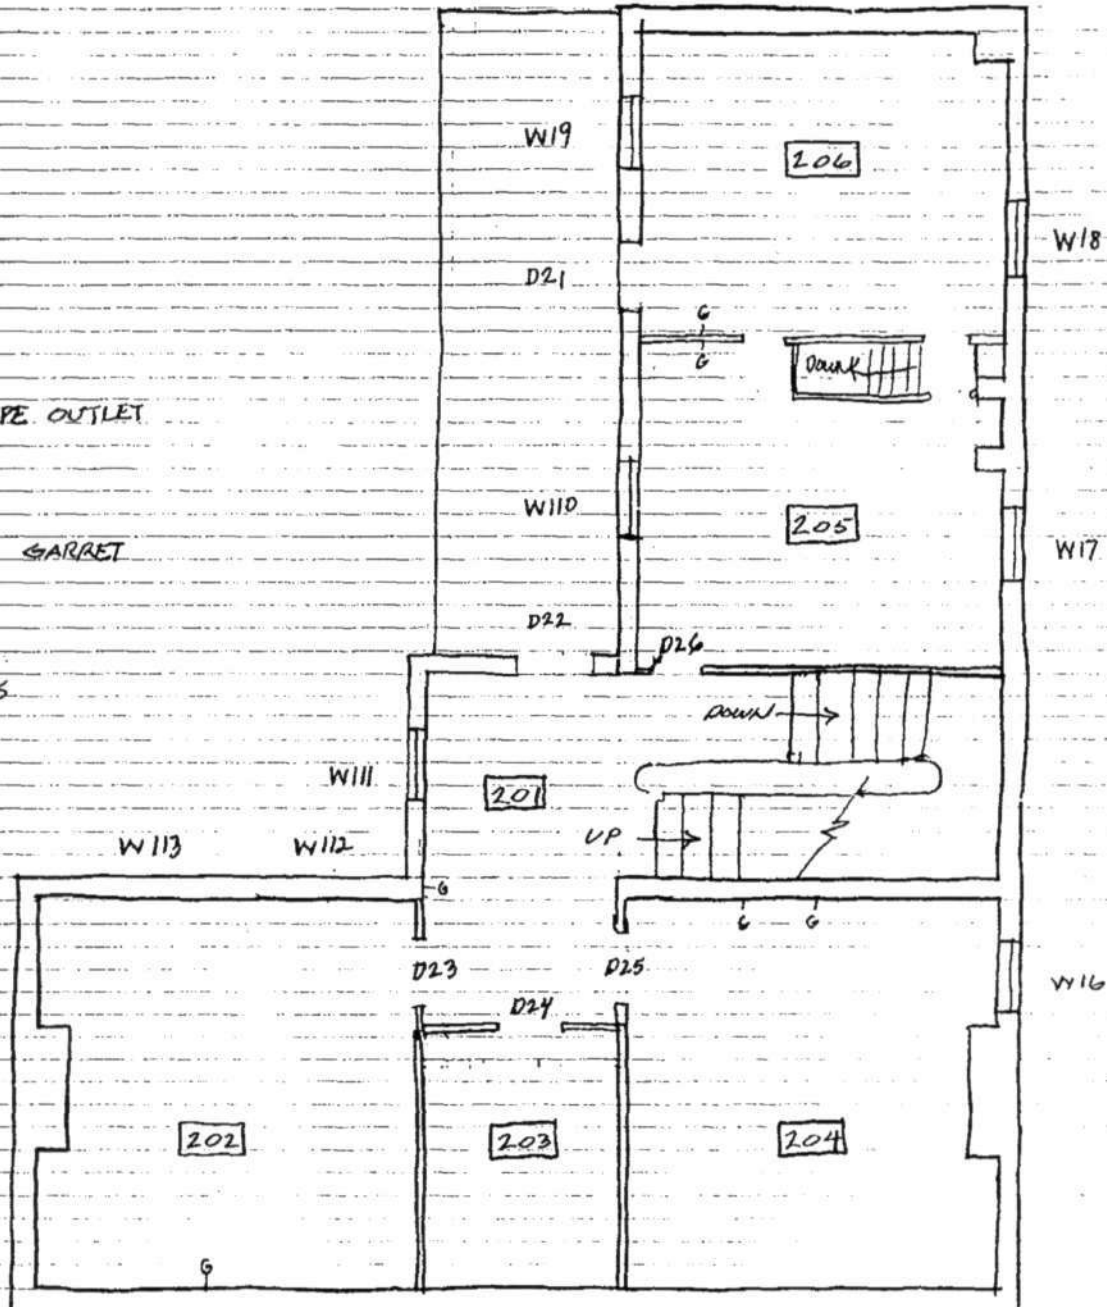 W19
206
W18
D21
G
G
DOWN
PE OUTLET
W110
205
GARRET
W17
D22
D26
S
DOWN
W111
201
UP
W113
W112
G
G
G
D23
D25
W16
D24
202
203
204
G